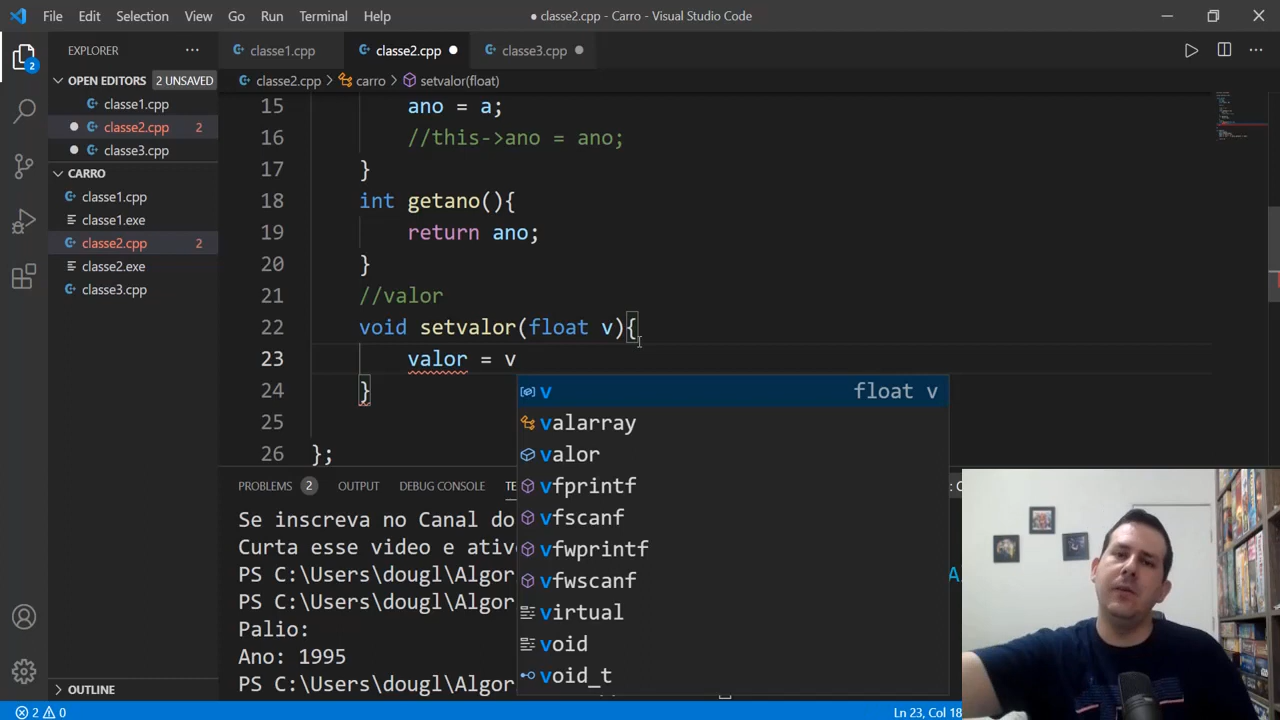 File Edit Selection View Go Run Terminal Help
● classe2.cpp - Carro - Visual Studio Code
EXPLORER ···
classe1.cpp
classe2.cpp
classe3.cpp
OPEN EDITORS 2 UNSAVED
classe2.cpp > carro > setvalor(float)
2
classe1.cpp
classe2.cpp 2
classe3.cpp
CARRO
classe1.cpp
classe1.exe
classe2.cpp 2
classe2.exe
classe3.cpp
OUTLINE
15 ano = a;
16 //this->ano = ano;
17 }
18 int getano(){
19 return ano;
20 }
21 //valor
22 void setvalor(float v){
23 valor = v
24 }
25
26 };
v float v
valarray
valor
vfprintf
vfscanf
vfwprintf
vfwscanf
virtual
void
void_t
PROBLEMS 2 OUTPUT DEBUG CONSOLE
Se inscreva no Canal do
Curta esse video e ative
PS C:\Users\dougl\Algor
PS C:\Users\dougl\Algor
Palio:
Ano: 1995
PS C:\Users\dougl\Algor
2 0
Ln 23, Col 18